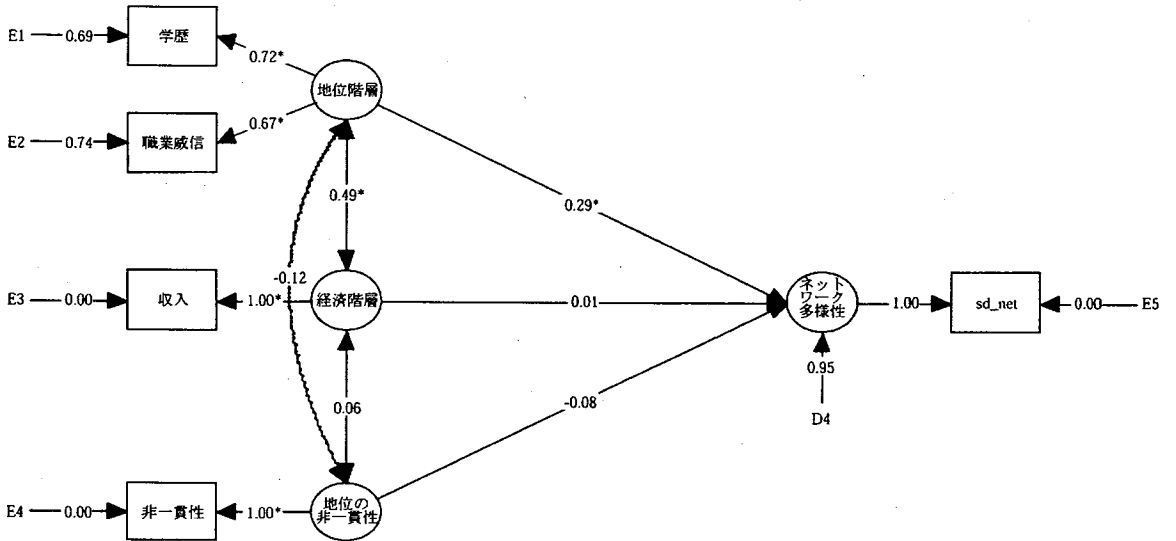 E1
0.69
学歴
0.72*
地位階層
E2
0.74
職業威信
0.67*
0.49*
0.29*
-0.12
E3
0.00
収入
1.00*
経済階層
0.01
ネット
ワーク
多様性
1.00
sd_net
0.00
E5
0.95
D4
0.06
-0.08
E4
0.00
非一貫性
1.00*
地位の
非一貫性